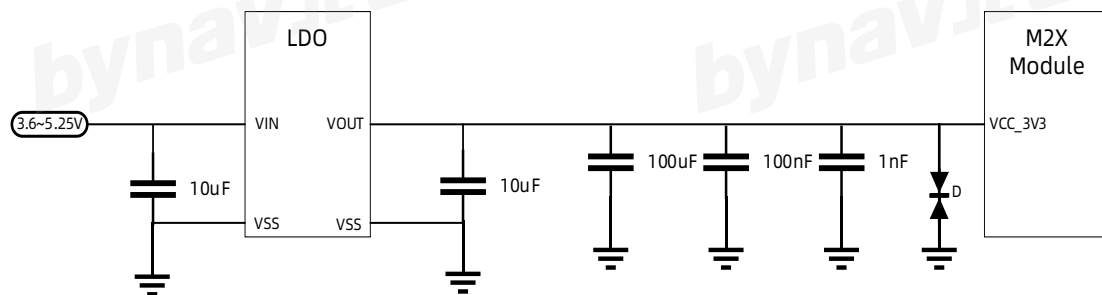 bynav
bynav
LDO
M2X
Module
3.6~5.25V
VIN
VOUT
VCC_3V3
100uF
100nF
1nF
10uF
10uF
D
VSS
VSS